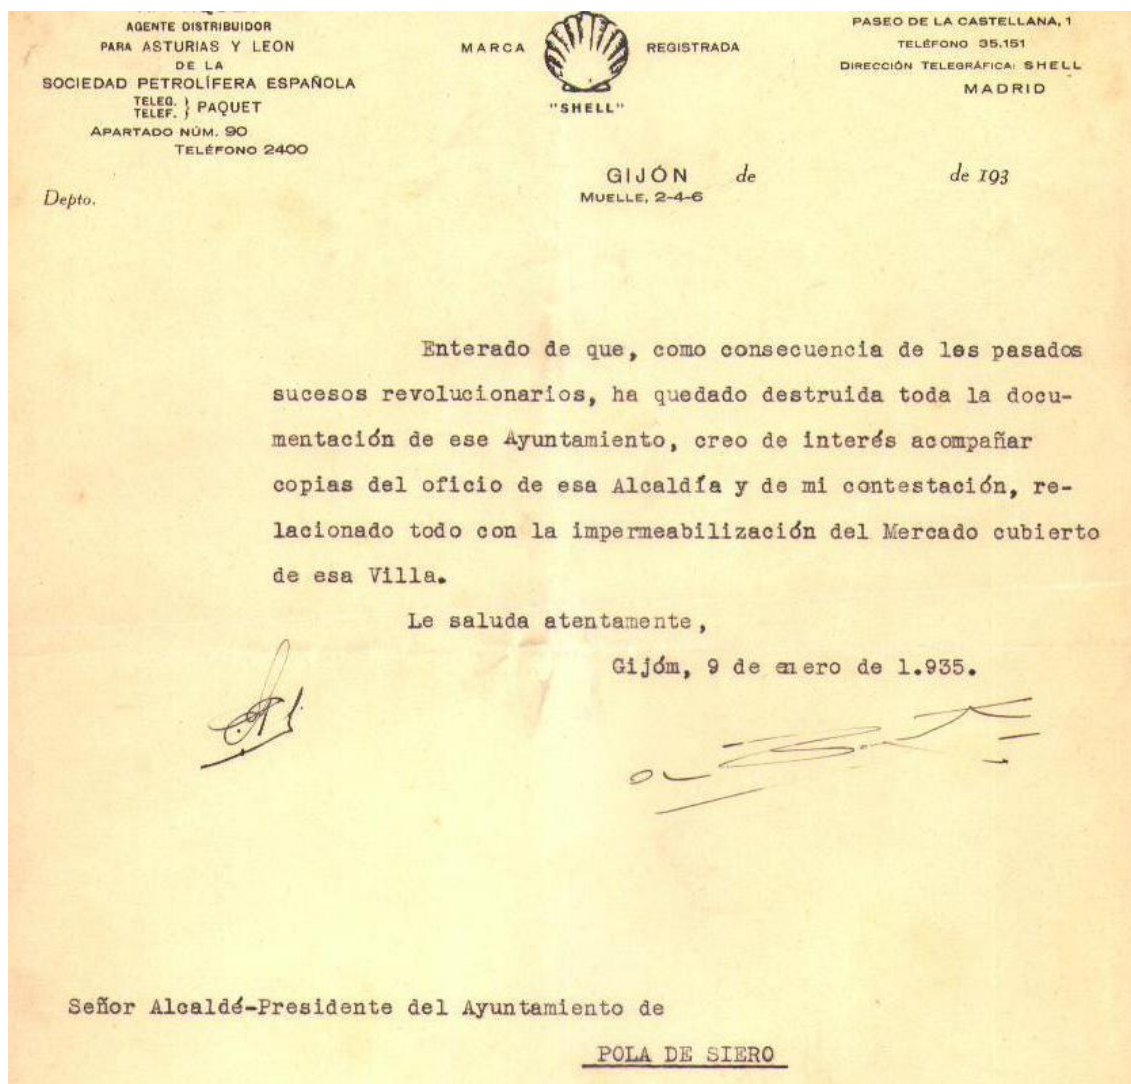 AGENTE DISTRIBUIDOR
PARA ASTURIAS Y LEON
DE LA
SOCIEDAD PETROLÍFERA ESPAÑOLA
TELEG. } PAQUET
TELEF. }
APARTADO NÚM. 90
TELÉFONO 2400
MARCA REGISTRADA
"SHELL"
PASEO DE LA CASTELLANA, 1
TELÉFONO 35.151
DIRECCIÓN TELEGRÁFICA: SHELL
MADRID
GIJÓN de de 193
MUELLE, 2-4-6
Depto.
Enterado de que, como consecuencia de los pasados
sucesos revolucionarios, ha quedado destruida toda la docu-
mentación de ese Ayuntamiento, creo de interés acompañar
copias del oficio de esa Alcaldía y de mi contestación, re-
lacionado todo con la impermeabilización del Mercado cubierto
de esa Villa.
Le saluda atentamente,
Gijóm, 9 de enero de 1.935.
Señor Alcaldé-Presidente del Ayuntamiento de
POLA DE SIERO